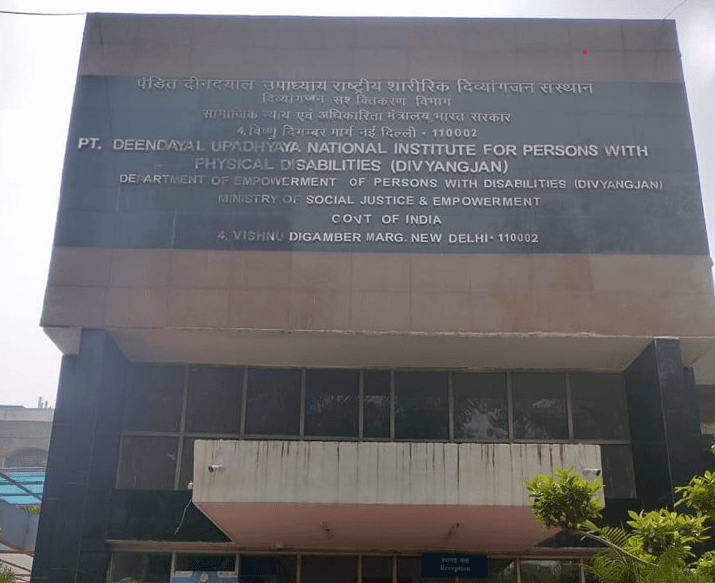 पंडित दीनदयाल उपाध्याय राष्ट्रीय शारीरिक दिव्यांगजन संस्थान
दिव्यांगजन सशक्तिकरण विभाग
सामाजिक न्याय एवं अधिकारिता मंत्रालय भारत सरकार
4, विष्णु दिगम्बर मार्ग नई दिल्ली - 110002
PT. DEENDAYAL UPADHYAYA NATIONAL INSTITUTE FOR PERSONS WITH
PHYSICAL DISABILITIES (DIVYANGJAN)
DEPARTMENT OF EMPOWERMENT OF PERSONS WITH DISABILITIES (DIVYANGJAN)
MINISTRY OF SOCIAL JUSTICE & EMPOWERMENT
GOVT OF INDIA
4, VISHNU DIGAMBER MARG. NEW DELHI - 110002
स्वागत कक्ष
Reception